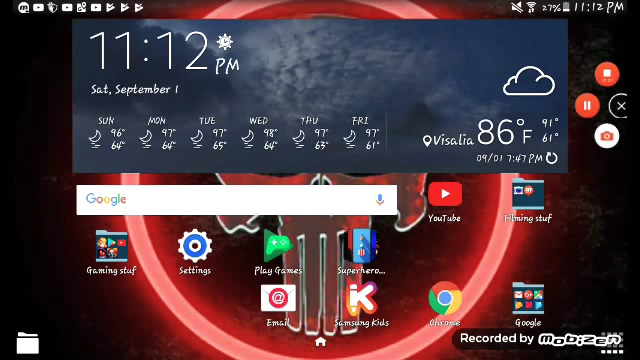 27% 11:12 PM
11:12 PM
Sat, September 1
SUN MON TUE WED THU FRI
96° 97° 97° 98° 97° 97°
64° 64° 65° 64° 63° 61°
Visalia 86°F 91° 61°
09/01 7:47 PM
Google
YouTube
Filming stuf
Gaming stuf
Settings
Play Games
Superhero...
Email
Samsung Kids
Chrome
Google
Recorded by Mobizen